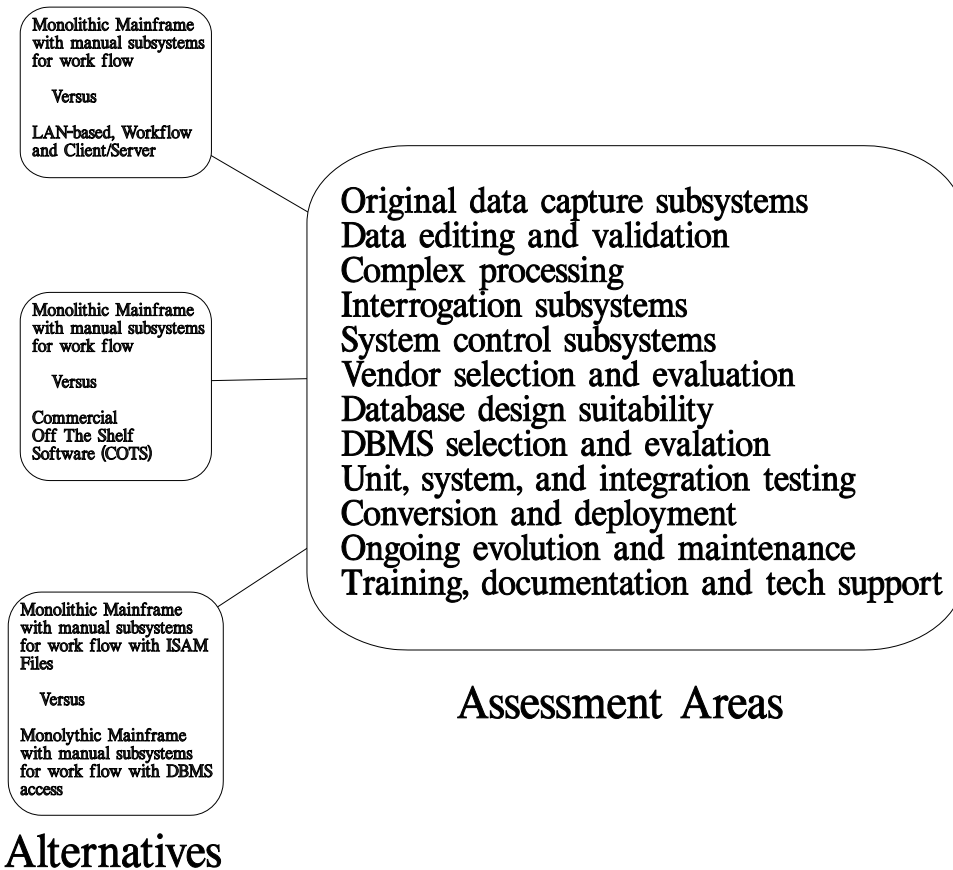 Monolithic Mainframe
with manual subsystems
for work flow
Versus
LAN-based, Workflow
and Client/Server
Monolithic Mainframe
with manual subsystems
for work flow
Versus
Commercial
Off The Shelf
Software (COTS)
Monolithic Mainframe
with manual subsystems
for work flow with ISAM
Files
Versus
Monolythic Mainframe
with manual subsystems
for work flow with DBMS
access
Alternatives
Original data capture subsystems
Data editing and validation
Complex processing
Interrogation subsystems
System control subsystems
Vendor selection and evaluation
Database design suitability
DBMS selection and evalation
Unit, system, and integration testing
Conversion and deployment
Ongoing evolution and maintenance
Training, documentation and tech support
Assessment Areas